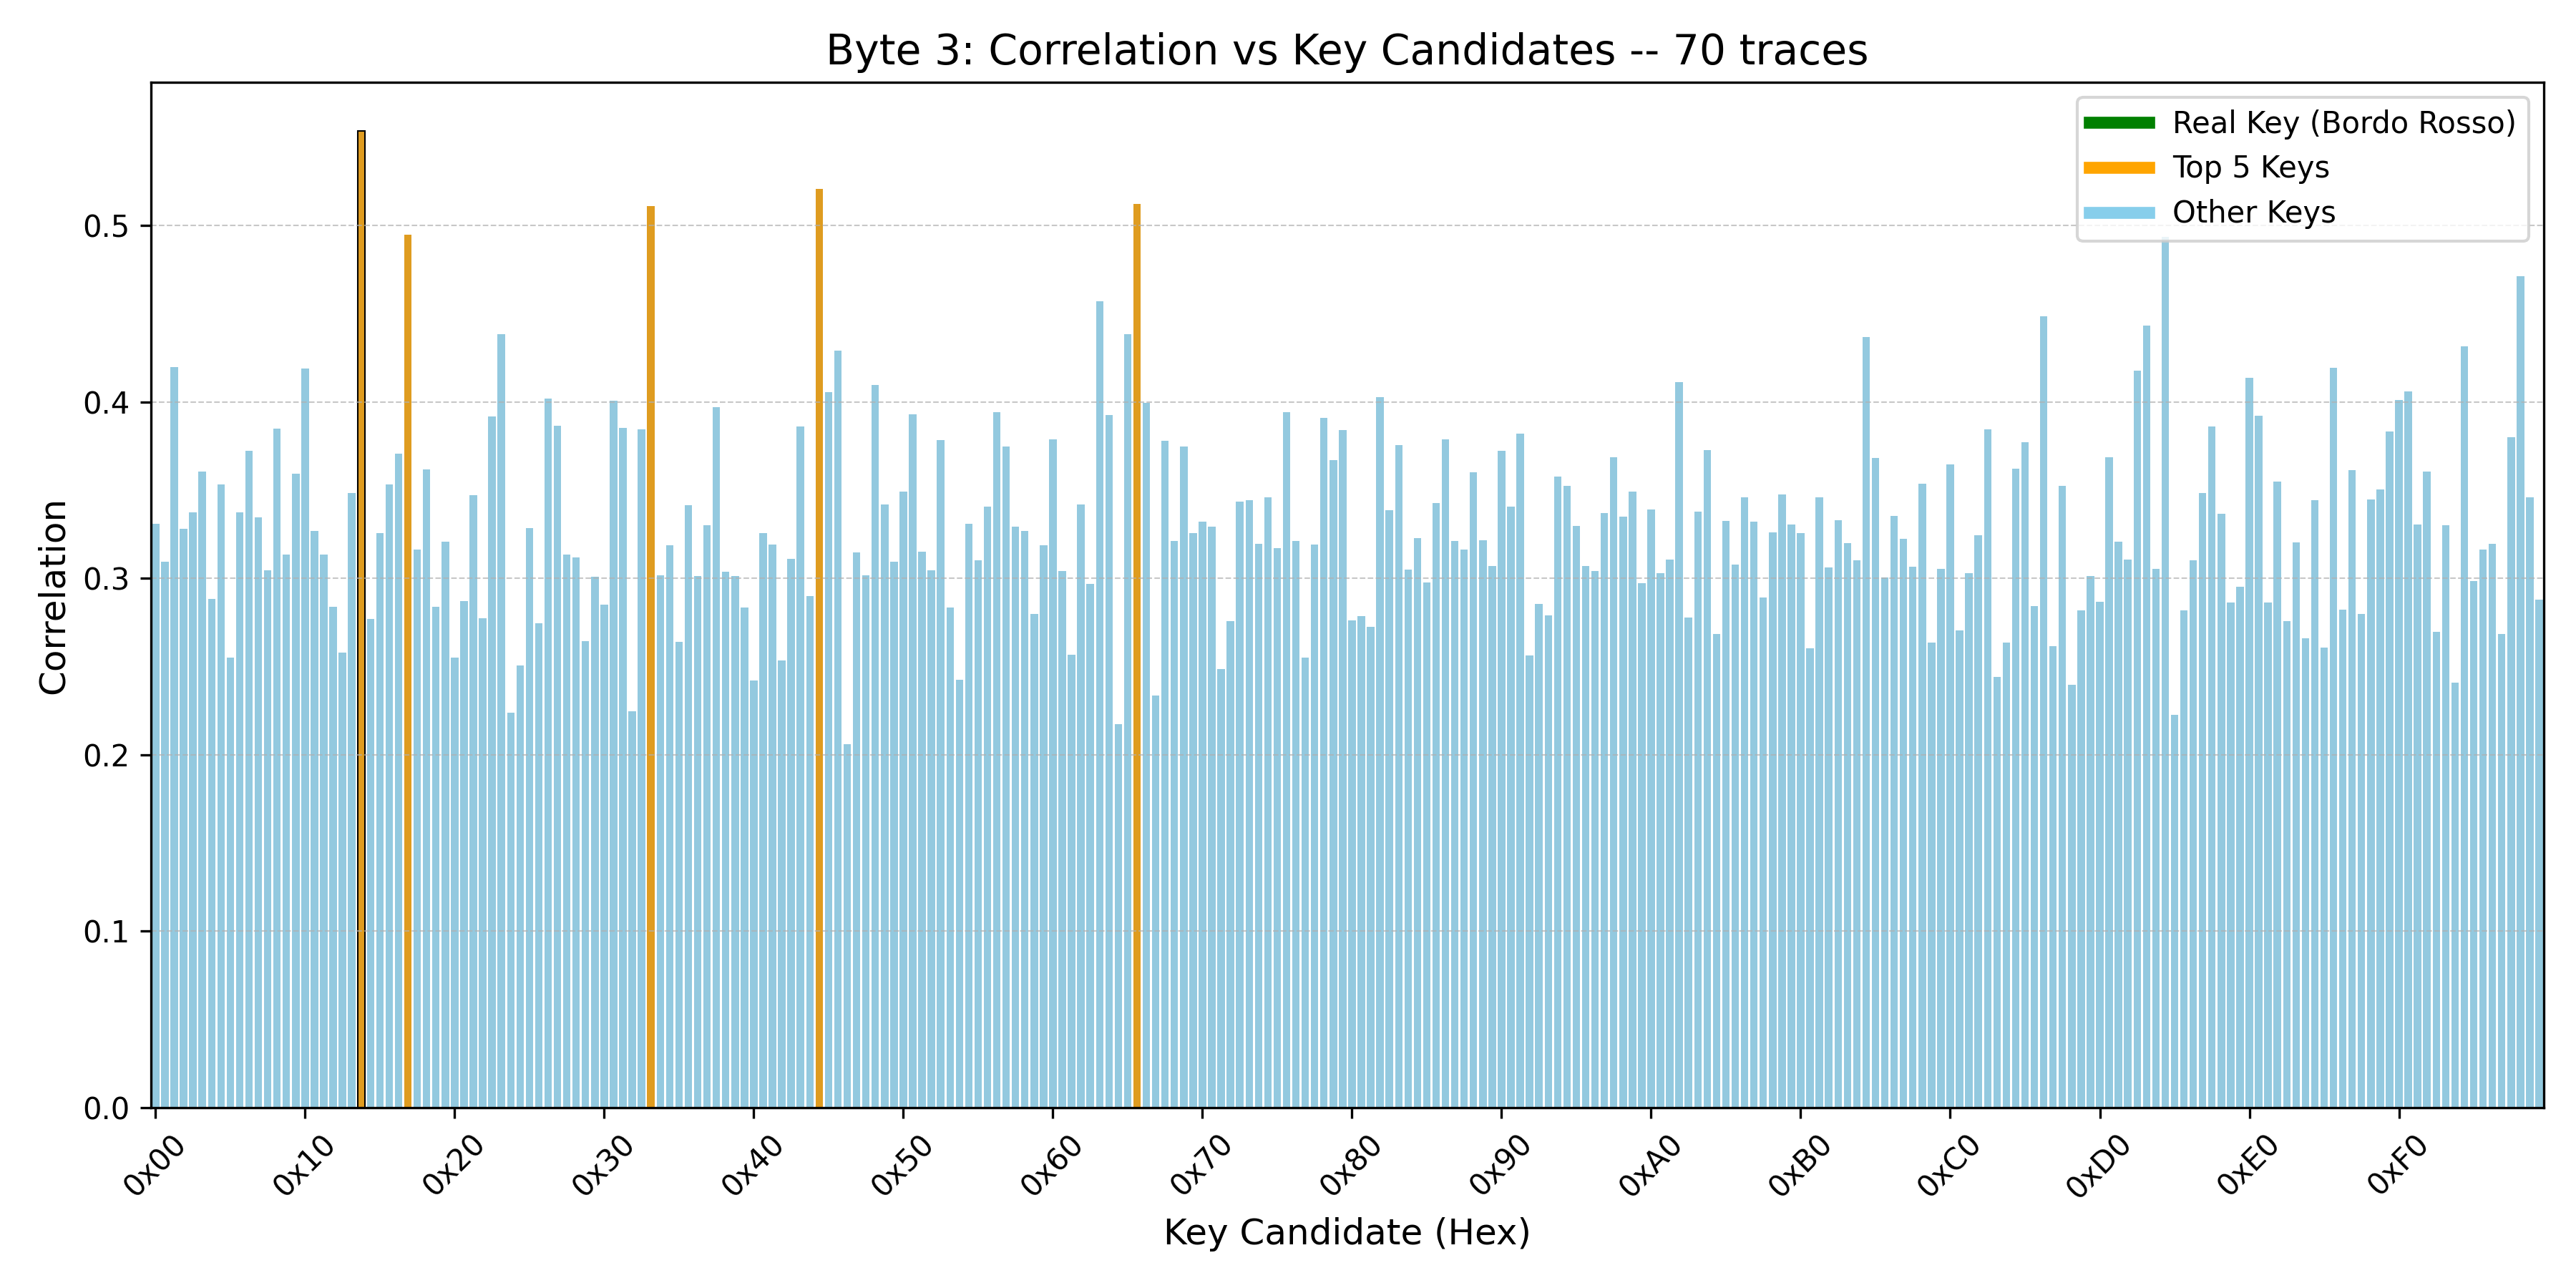 Byte 3: Correlation vs Key Candidates -- 70 traces
Real Key (Bordo Rosso)
Top 5 Keys
Other Keys
Correlation
0.5
0.4
0.3
0.2
0.1
0.0
0x00 0x10 0x20 0x30 0x40 0x50 0x60 0x70 0x80 0x90 0xA0 0xB0 0xC0 0xD0 0xE0 0xF0
Key Candidate (Hex)